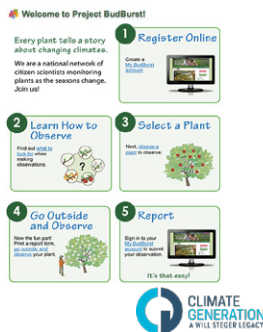 Welcome to Project BudBurst!
Every plant tells a story
about changing climates.
We are a national network of
citizen scientists monitoring
plants as the seasons change.
Join us!
1 Register Online
Create a
My BudBurst
account
2 Learn How to
Observe
Find out what to
look for when
making
observations.
?
3 Select a Plant
Next, choose a
plant to observe.
4 Go Outside
and Observe
Now the fun part!
Print a report form,
go outside, and
observe your plant.
5 Report
Sign in to your
My BudBurst
account to submit
your observation
It's that easy!
CLIMATE
GENERATION
A WILL STEGER LEGACY